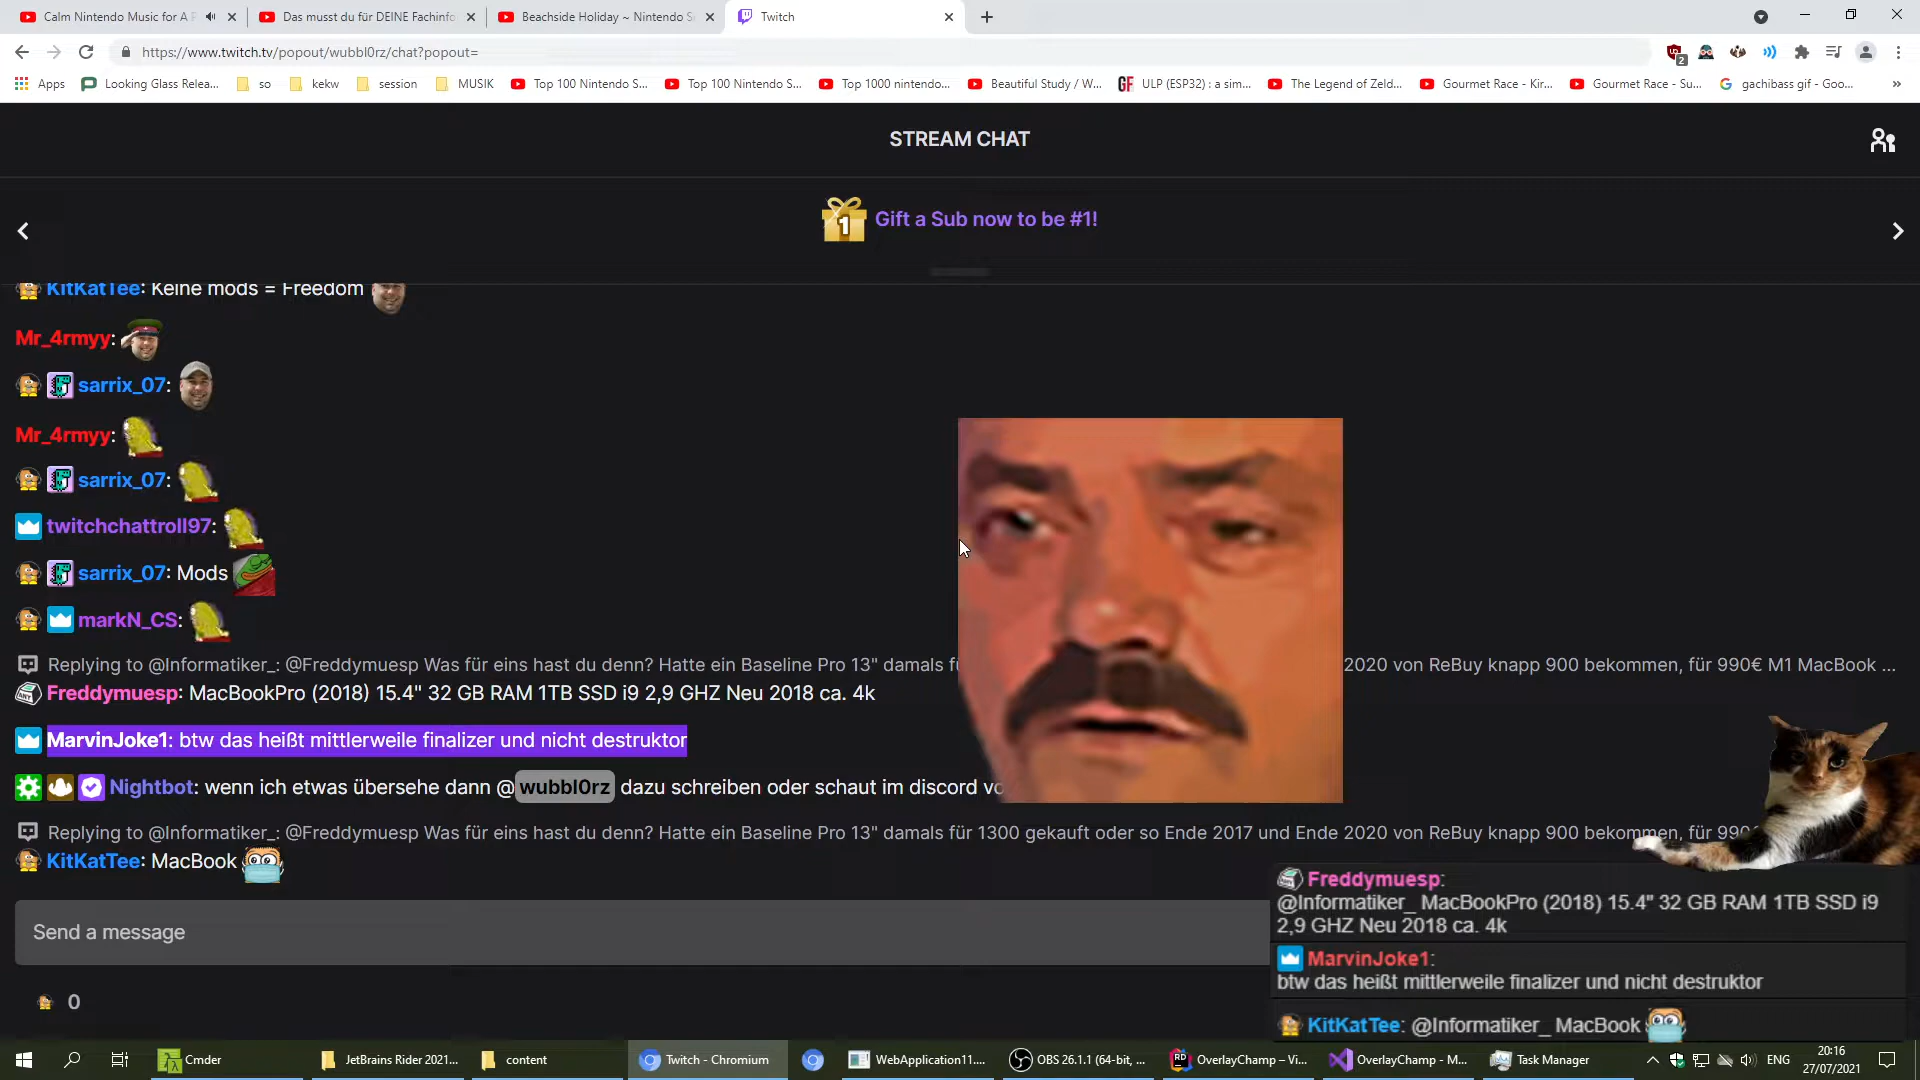 Calm Nintendo Music for A P
Das musst du für DEINE Fachinfo
Beachside Holiday ~ Nintendo S
Twitch
https://www.twitch.tv/popout/wubbl0rz/chat?popout=
2
Apps
Looking Glass Relea...
so
kekw
session
MUSIK
Top 100 Nintendo S...
Top 100 Nintendo S...
Top 1000 nintendo...
Beautiful Study / W...
GF ULP (ESP32) : a sim...
The Legend of Zeld...
Gourmet Race - Kir...
Gourmet Race - Su...
gachibass gif - Goo...
STREAM CHAT
1 Gift a Sub now to be #1!
KitKatTee: Keine mods = Freedom
Mr_4rmyy:
sarrix_07:
Mr_4rmyy:
sarrix_07:
twitchchattroll97:
sarrix_07: Mods
markN_CS:
Replying to @Informatiker_: @Freddymuesp Was für eins hast du denn? Hatte ein Baseline Pro 13" damals fü 2020 von ReBuy knapp 900 bekommen, für 990€ M1 MacBook ...
Freddymuesp: MacBookPro (2018) 15.4" 32 GB RAM 1TB SSD i9 2,9 GHZ Neu 2018 ca. 4k
MarvinJoke1: btw das heißt mittlerweile finalizer und nicht destruktor
Nightbot: wenn ich etwas übersehe dann @wubbl0rz dazu schreiben oder schaut im discord vo
Replying to @Informatiker_: @Freddymuesp Was für eins hast du denn? Hatte ein Baseline Pro 13" damals für 1300 gekauft oder so Ende 2017 und Ende 2020 von ReBuy knapp 900 bekommen, für 990
KitKatTee: MacBook
Send a message
0
Freddymuesp:
@Informatiker_ MacBookPro (2018) 15.4" 32 GB RAM 1TB SSD i9
2,9 GHZ Neu 2018 ca. 4k
MarvinJoke1:
btw das heißt mittlerweile finalizer und nicht destruktor
KitKatTee: @Informatiker_ MacBook
Cmder
JetBrains Rider 2021...
content
Twitch - Chromium
WebApplication11....
OBS 26.1.1 (64-bit, ...
OverlayChamp – Vi...
OverlayChamp - M...
Task Manager
ENG
20:16
27/07/2021